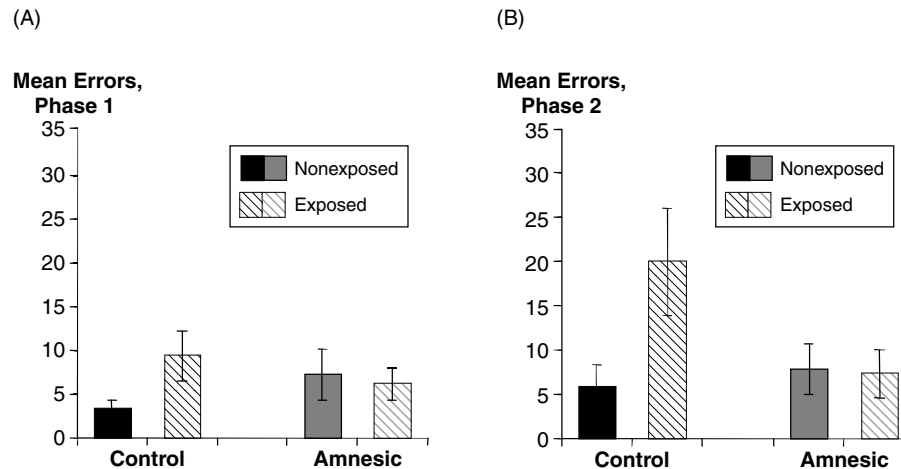 (A)
Mean Errors,
Phase 1
35
30
25
20
15
10
5
0
Nonexposed
Exposed
Control
Amnesic
(B)
Mean Errors,
Phase 2
35
30
25
20
15
10
5
0
Nonexposed
Exposed
Control
Amnesic